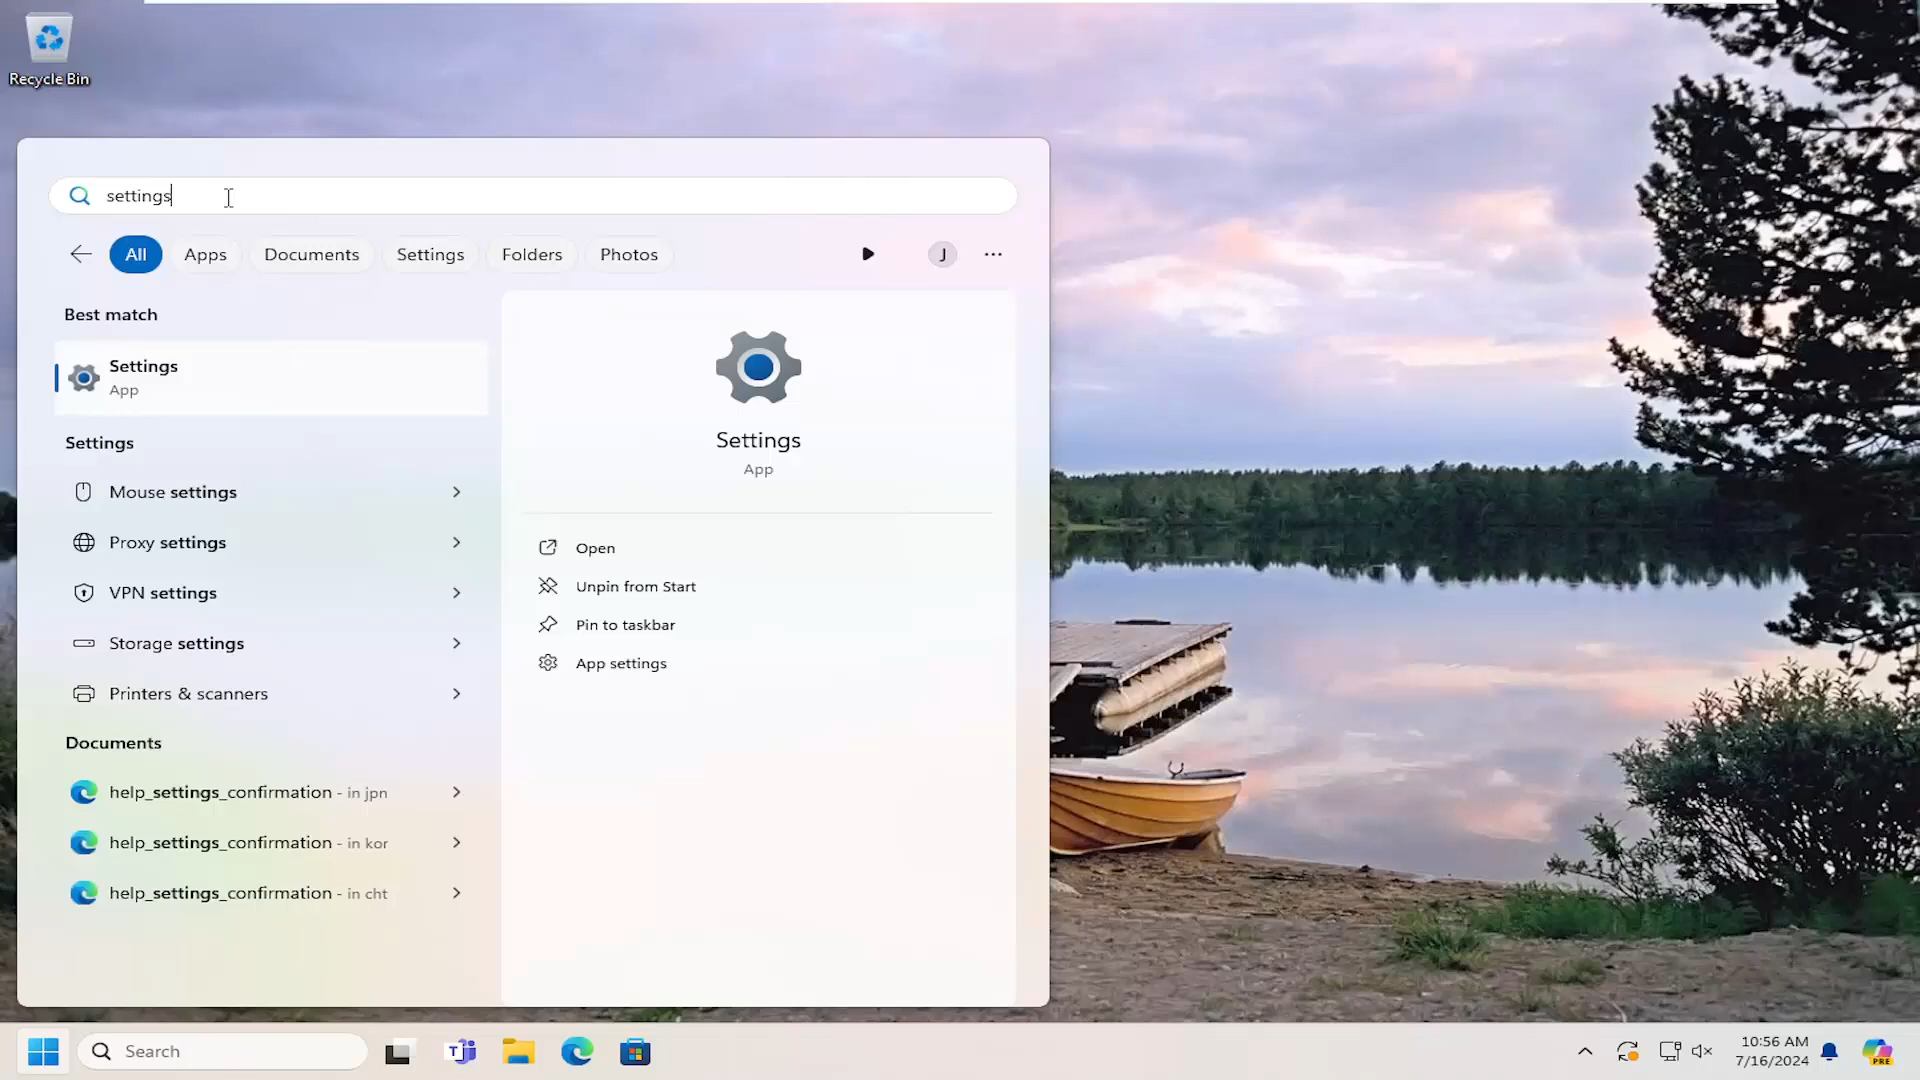 Recycle Bin
settings
All
Apps
Documents
Settings
Folders
Photos
J
Best match
Settings
App
Settings
Mouse settings
Proxy settings
VPN settings
Storage settings
Printers & scanners
Documents
help_settings_confirmation - in jpn
help_settings_confirmation - in kor
help_settings_confirmation - in cht
Settings
App
Open
Unpin from Start
Pin to taskbar
App settings
Search
T
10:56 AM
7/16/2024
PRE